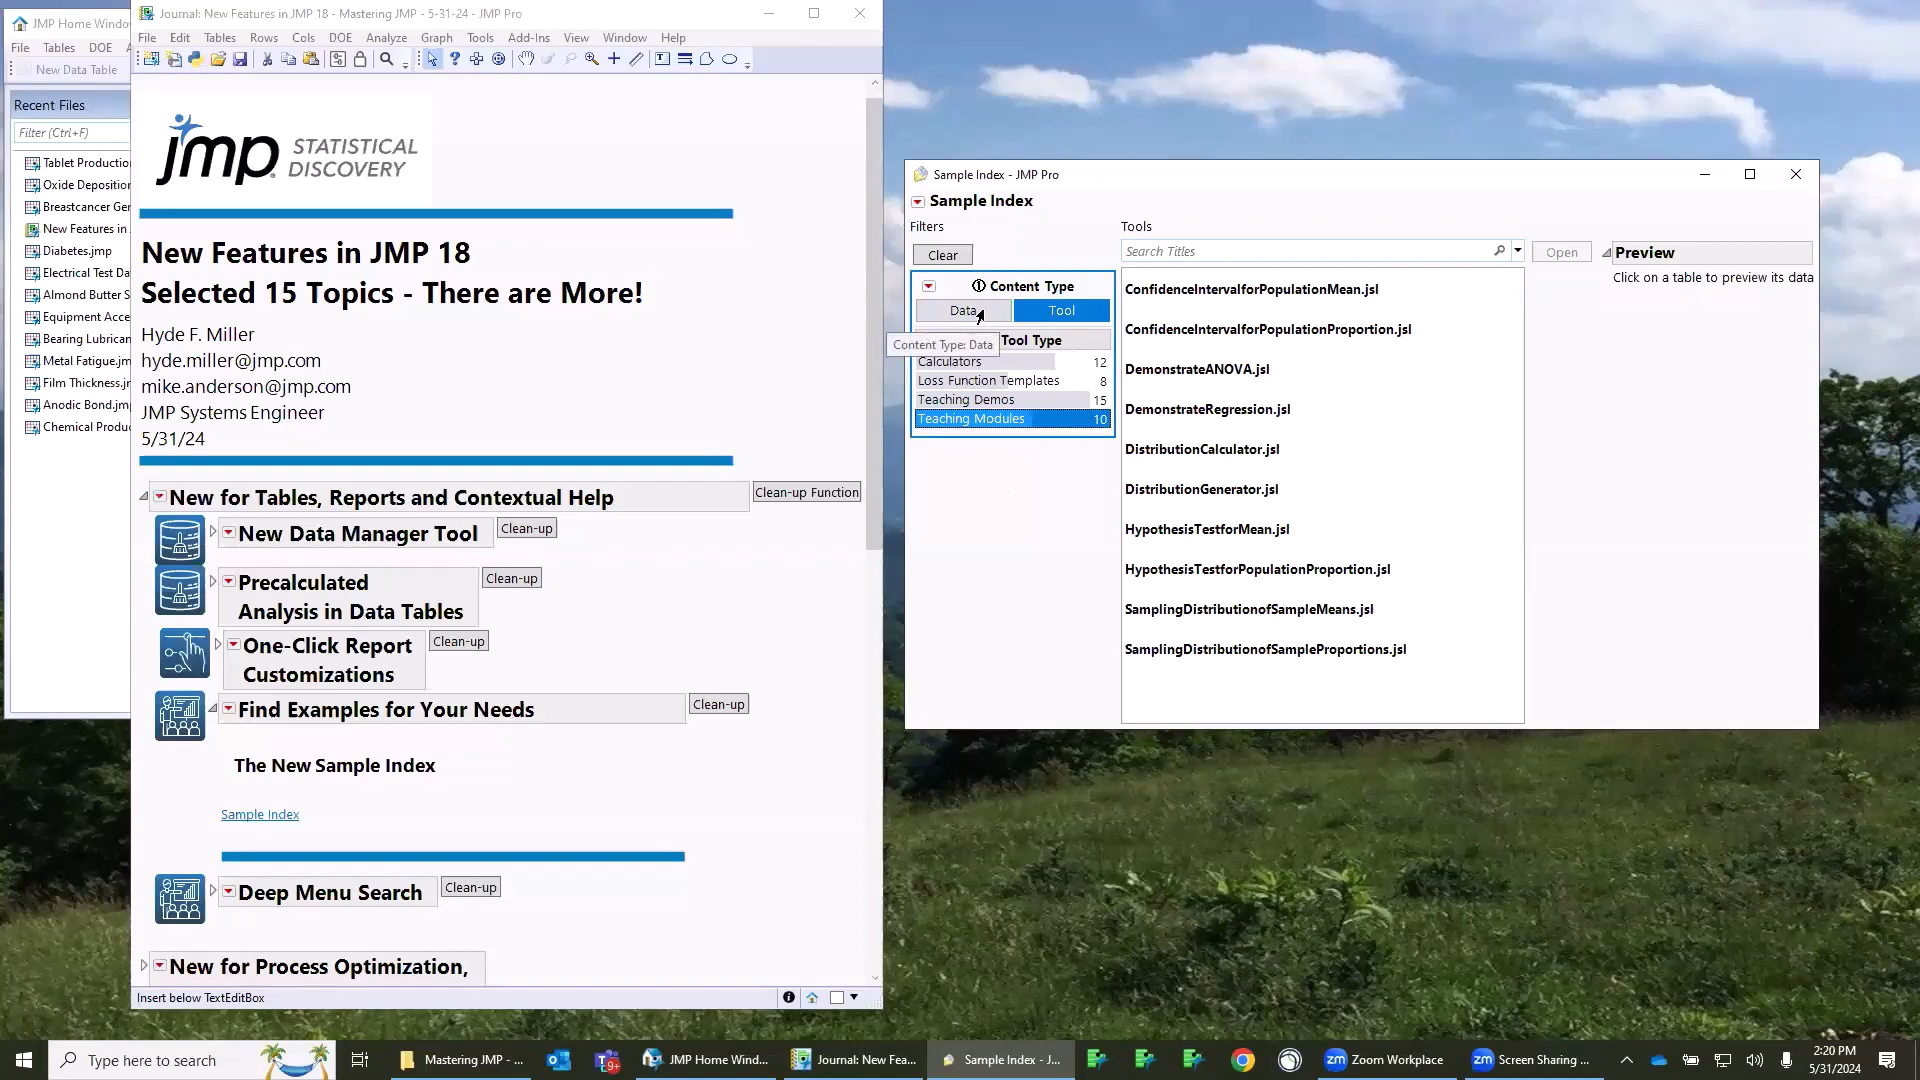 JMP Home Window
File Tables DOE
New Data Table
Recent Files
Filter (Ctrl+F)
Tablet Productio
Oxide Deposition
Breastcancer Ger
New Features in
Diabetes.jmp
Electrical Test Da
Almond Butter S
Equipment Acce
Bearing Lubrican
Metal Fatigue.jm
Film Thickness.jm
Anodic Bond.jmp
Chemical Produc
Journal: New Features in JMP 18 - Mastering JMP - 5-31-24 - JMP Pro
File Edit Tables Rows Cols DOE Analyze Graph Tools Add-Ins View Window Help
jmp STATISTICAL
DISCOVERY
New Features in JMP 18
Selected 15 Topics - There are More!
Hyde F. Miller
hyde.miller@jmp.com
mike.anderson@jmp.com
JMP Systems Engineer
5/31/24
New for Tables, Reports and Contextual Help Clean-up Function
New Data Manager Tool Clean-up
Precalculated Clean-up
Analysis in Data Tables
One-Click Report Clean-up
Customizations
Find Examples for Your Needs Clean-up
The New Sample Index
Sample Index
Deep Menu Search Clean-up
New for Process Optimization,
Insert below TextEditBox
Sample Index - JMP Pro
Sample Index
Filters
Clear
Content Type
Data Tool
Content Type: Data
Tool Type
Calculators 12
Loss Function Templates 8
Teaching Demos 15
Teaching Modules 10
Tools
Search Titles
Open
ConfidenceIntervalforPopulationMean.jsl
ConfidenceIntervalforPopulationProportion.jsl
DemonstrateANOVA.jsl
DemonstrateRegression.jsl
DistributionCalculator.jsl
DistributionGenerator.jsl
HypothesisTestforMean.jsl
HypothesisTestforPopulationProportion.jsl
SamplingDistributionofSampleMeans.jsl
SamplingDistributionofSampleProportions.jsl
Preview
Click on a table to preview its data
Type here to search
Mastering JMP - ...
9+
JMP Home Wind...
Journal: New Fea...
Sample Index - J...
zm Zoom Workplace
zm Screen Sharing ...
2:20 PM
5/31/2024